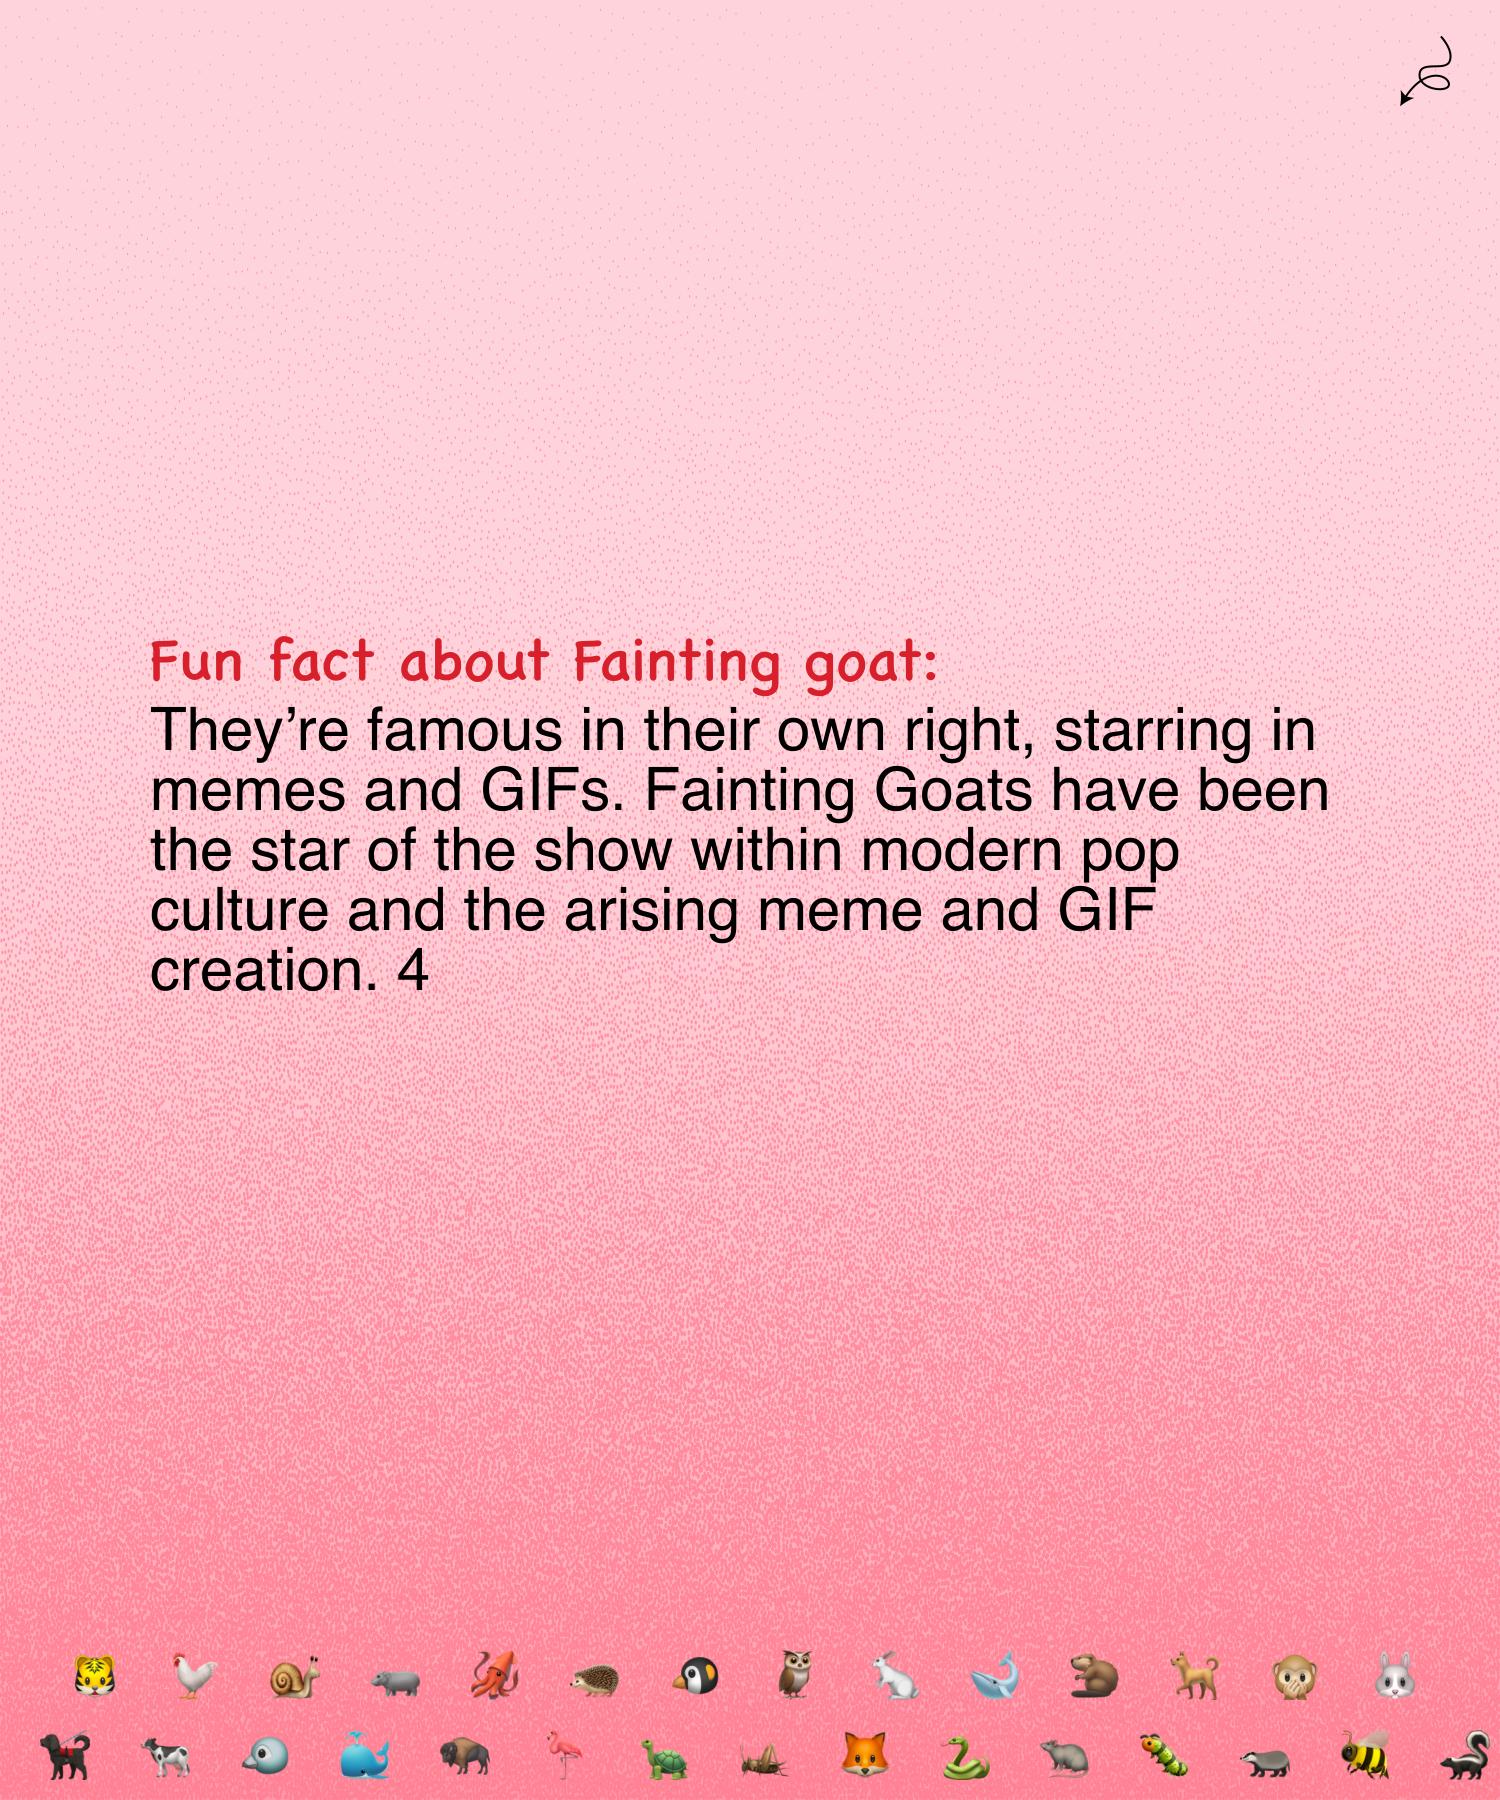 Fun fact about Fainting goat:
They’re famous in their own right, starring in
memes and GIFs. Fainting Goats have been
the star of the show within modern pop
culture and the arising meme and GIF
creation. 4